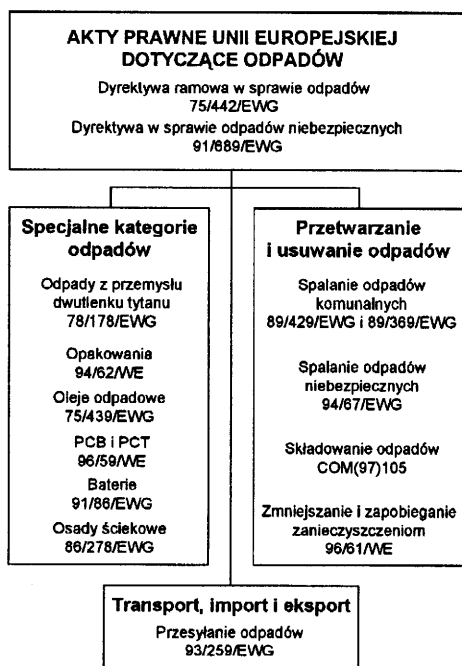 AKTY PRAWNE UNII EUROPEJSKIEJ
DOTYCZĄCE ODPADÓW
Dyrektywa ramowa w sprawie odpadów
75/442/EWG
Dyrektywa w sprawie odpadów niebezpiecznych
91/689/EWG
Specjalne kategorie
odpadów
Odpady z przemysłu
dwutlenku tytanu
78/178/EWG
Opakowania
94/62/WE
Oleje odpadowe
75/439/EWG
PCB i PCT
96/59/WE
Baterie
91/86/EWG
Osady ściekowe
86/278/EWG
Przetwarzanie
i usuwanie odpadów
Spalanie odpadów
komunalnych
89/429/EWG i 89/369/EWG
Spalanie odpadów
niebezpiecznych
94/67/EWG
Składowanie odpadów
COM(97)105
Zmniejszanie i zapobieganie
zanieczyszczeniom
96/61/WE
Transport, import i eksport
Przesyłanie odpadów
93/259/EWG